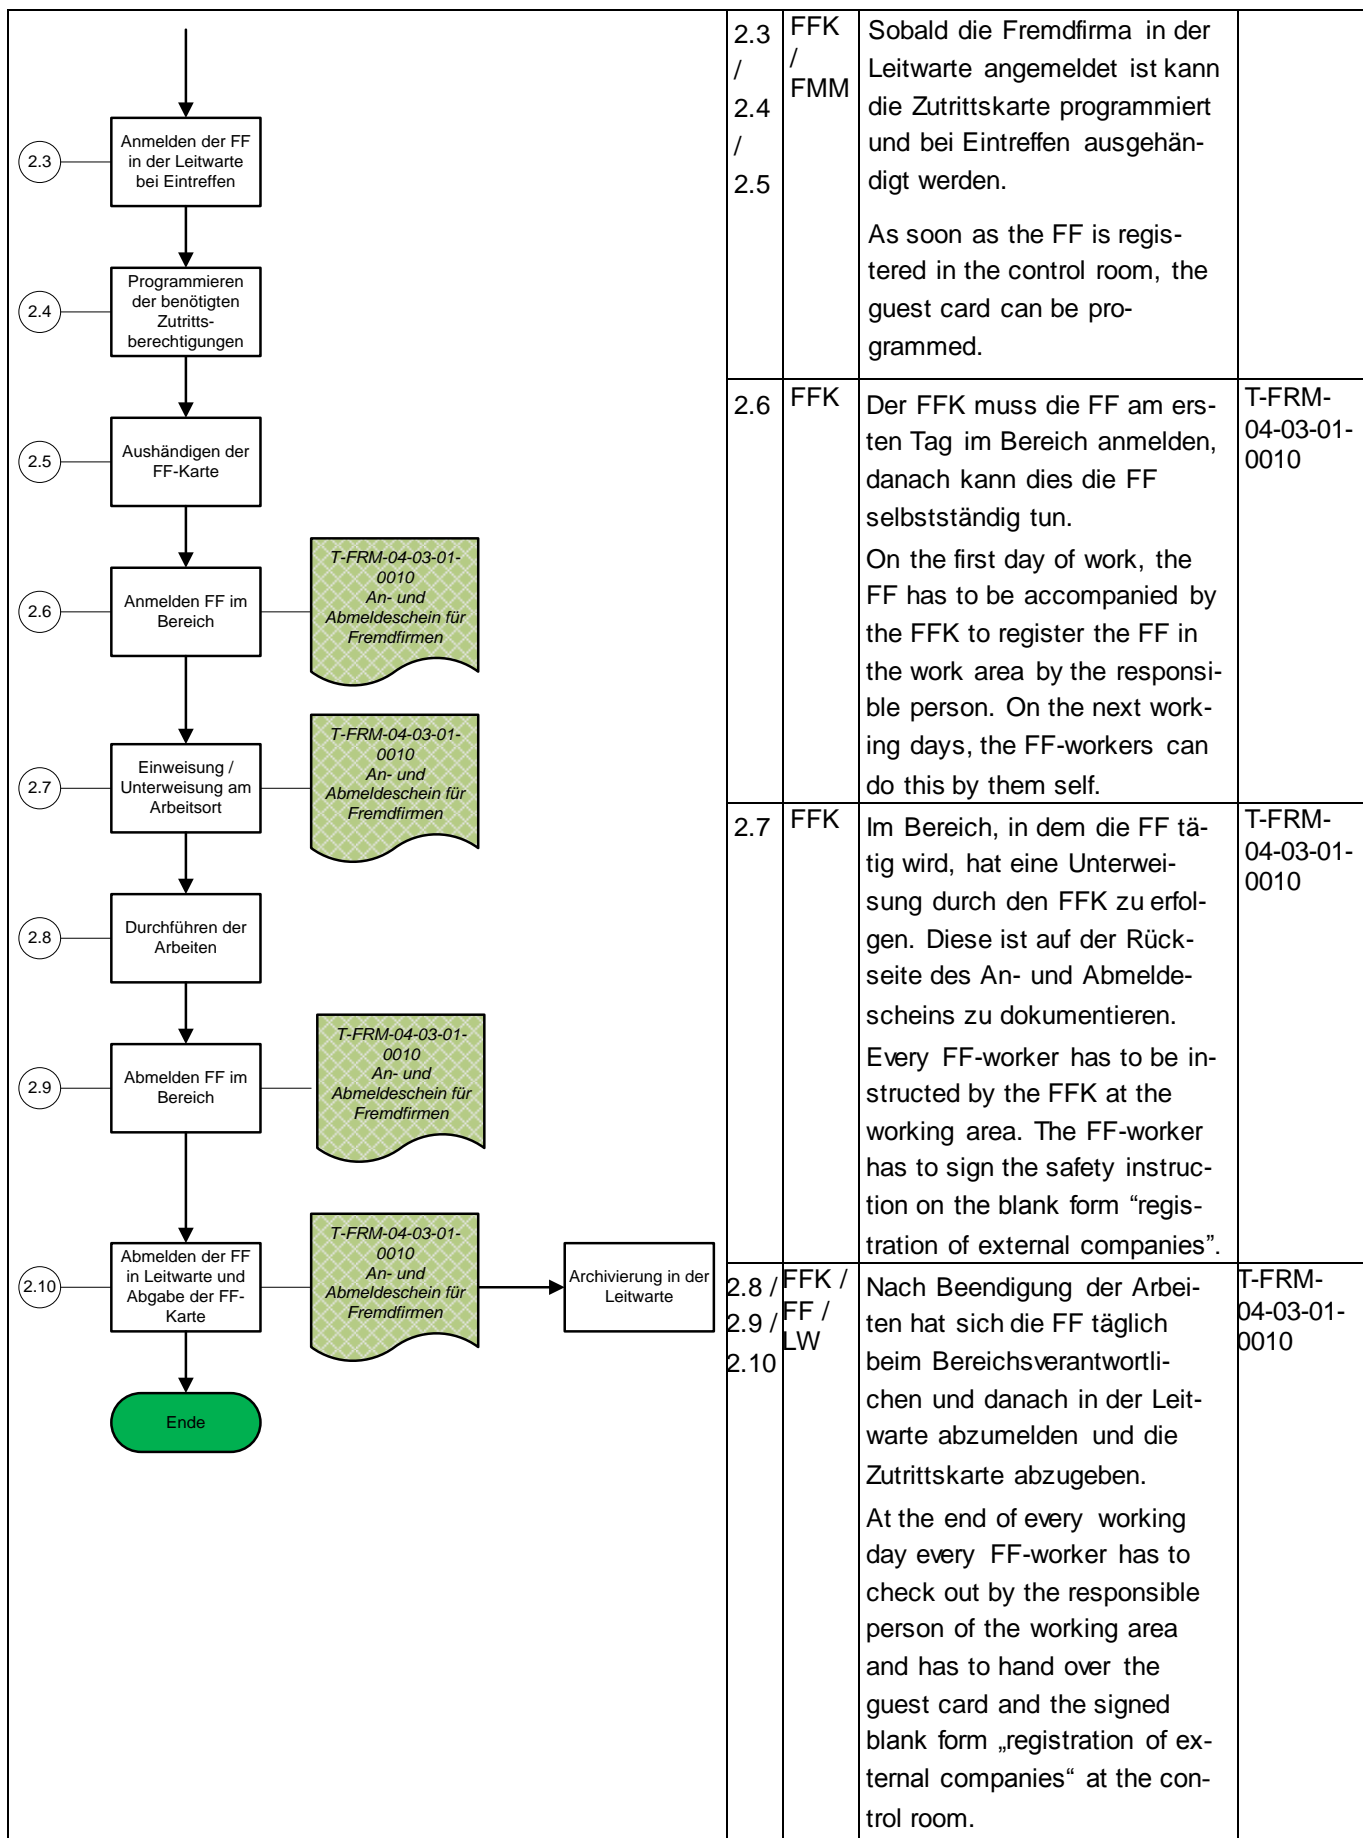 2.3
Anmelden der FF
in der Leitwarte
bei Eintreffen
2.4
Programmieren
der benötigten
Zutritts-
berechtigungen
2.5
Aushändigen der
FF-Karte
2.6
Anmelden FF im
Bereich
T-FRM-04-03-01-
0010
An- und
Abmeldeschein für
Fremdfirmen
2.7
Einweisung /
Unterweisung am
Arbeitsort
T-FRM-04-03-01-
0010
An- und
Abmeldeschein für
Fremdfirmen
2.8
Durchführen der
Arbeiten
2.9
Abmelden FF im
Bereich
T-FRM-04-03-01-
0010
An- und
Abmeldeschein für
Fremdfirmen
2.10
Abmelden der FF
in Leitwarte und
Abgabe der FF-
Karte
T-FRM-04-03-01-
0010
An- und
Abmeldeschein für
Fremdfirmen
Archivierung in der
Leitwarte
Ende
2.3
/
2.4
/
2.5
FFK
/
FMM
Sobald die Fremdfirma in der
Leitwarte angemeldet ist kann
die Zutrittskarte programmiert
und bei Eintreffen ausgehän-
digt werden.
As soon as the FF is regis-
tered in the control room, the
guest card can be pro-
grammed.
2.6
FFK
Der FFK muss die FF am ers-
ten Tag im Bereich anmelden,
danach kann dies die FF
selbstständig tun.
On the first day of work, the
FF has to be accompanied by
the FFK to register the FF in
the work area by the responsi-
ble person. On the next work-
ing days, the FF-workers can
do this by them self.
T-FRM-
04-03-01-
0010
2.7
FFK
Im Bereich, in dem die FF tä-
tig wird, hat eine Unterwei-
sung durch den FFK zu erfol-
gen. Diese ist auf der Rück-
seite des An- und Abmelde-
scheins zu dokumentieren.
Every FF-worker has to be in-
structed by the FFK at the
working area. The FF-worker
has to sign the safety instruc-
tion on the blank form “regis-
tration of external companies”.
T-FRM-
04-03-01-
0010
2.8 /
2.9 /
2.10
FFK /
FF /
LW
Nach Beendigung der Arbei-
ten hat sich die FF täglich
beim Bereichsverantwortli-
chen und danach in der Leit-
warte abzumelden und die
Zutrittskarte abzugeben.
At the end of every working
day every FF-worker has to
check out by the responsible
person of the working area
and has to hand over the
guest card and the signed
blank form „registration of ex-
ternal companies“ at the con-
trol room.
T-FRM-
04-03-01-
0010